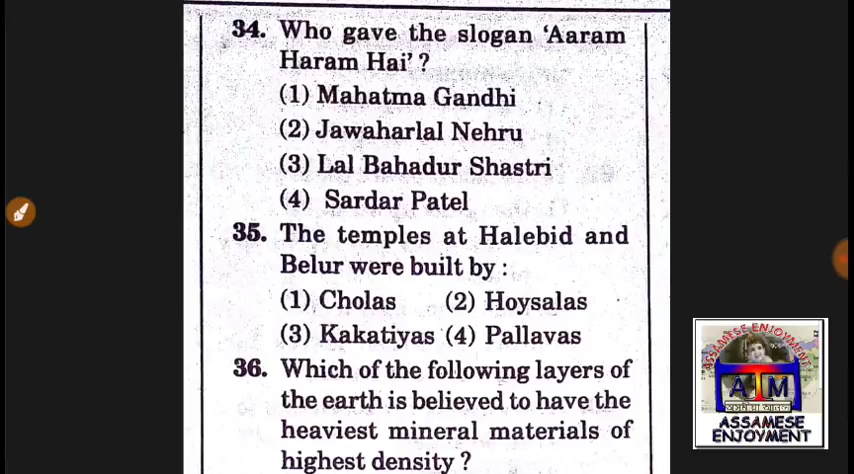 34. Who gave the slogan 'Aaram
Haram Hai' ?
(1) Mahatma Gandhi
(2) Jawaharlal Nehru
(3) Lal Bahadur Shastri
(4) Sardar Patel
35. The temples at Halebid and
Belur were built by :
(1) Cholas (2) Hoysalas
(3) Kakatiyas (4) Pallavas
36. Which of the following layers of
the earth is believed to have the
heaviest mineral materials of
highest density ?
ASSAMESE ENJOYMENT
ATM
ASSAMESE
ENJOYMENT